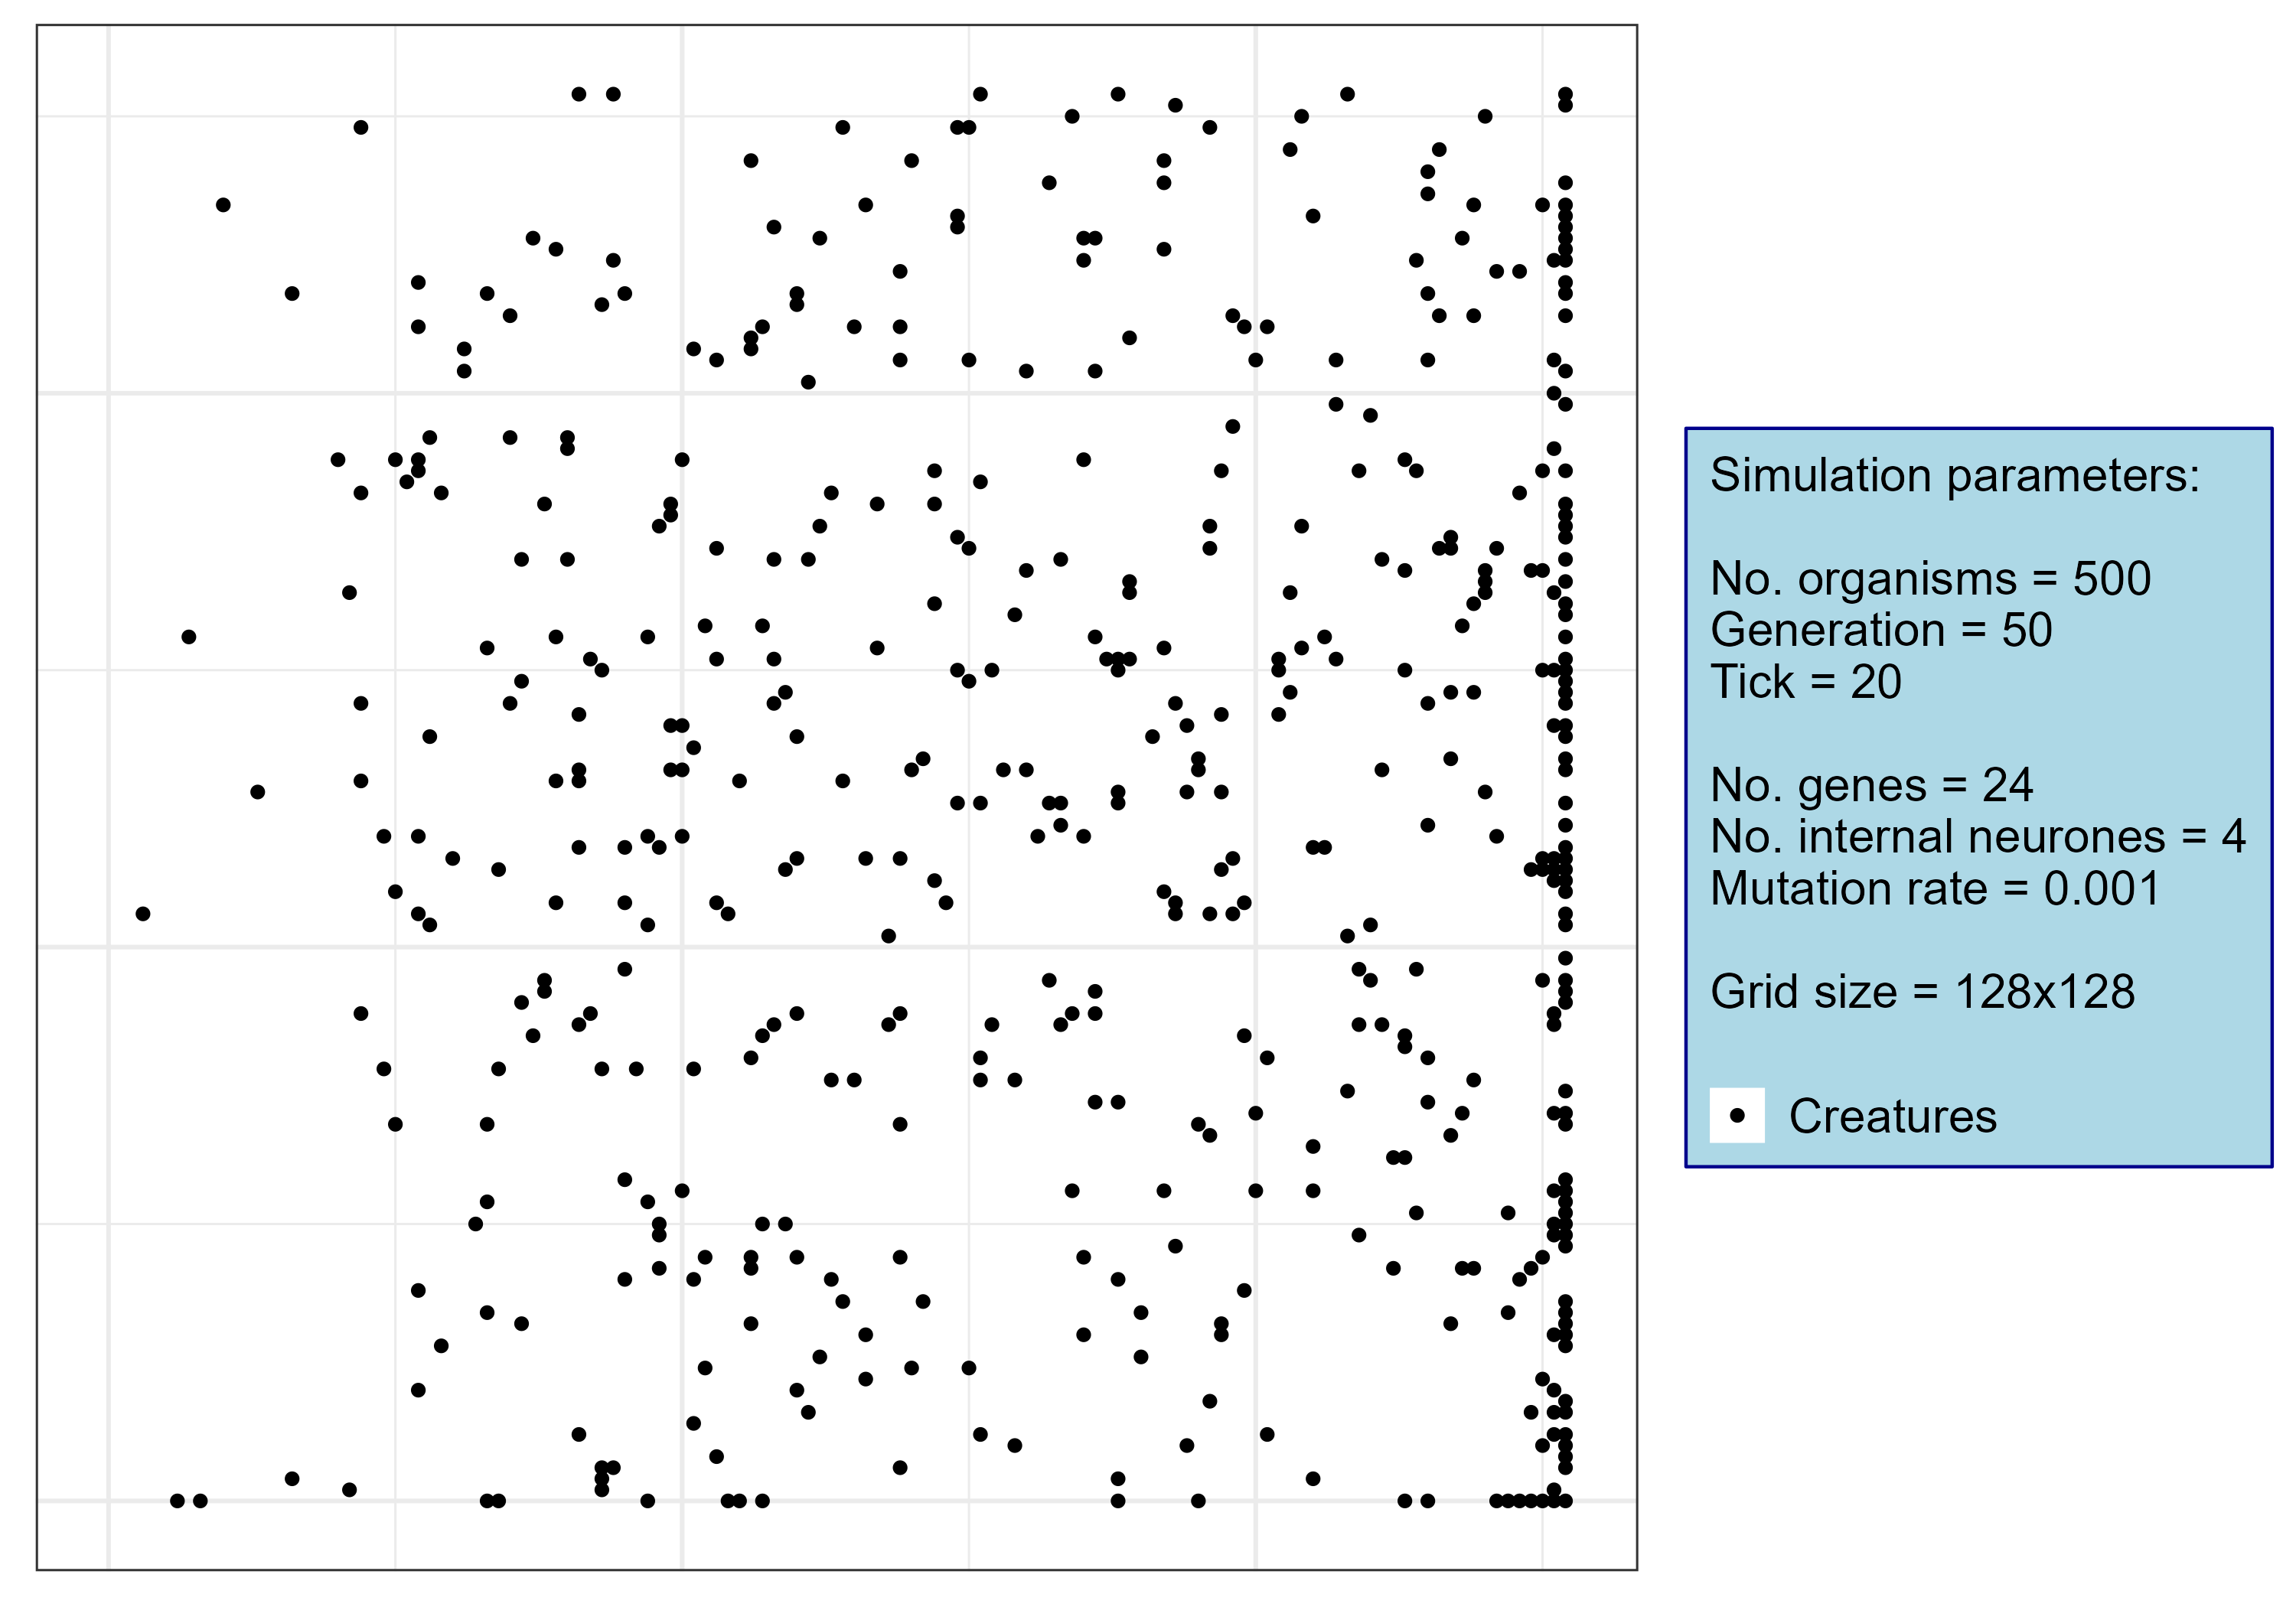 Simulation parameters:
No. organisms = 500
Generation = 50
Tick = 20
No. genes = 24
No. internal neurones = 4
Mutation rate = 0.001
Grid size = 128x128
Creatures